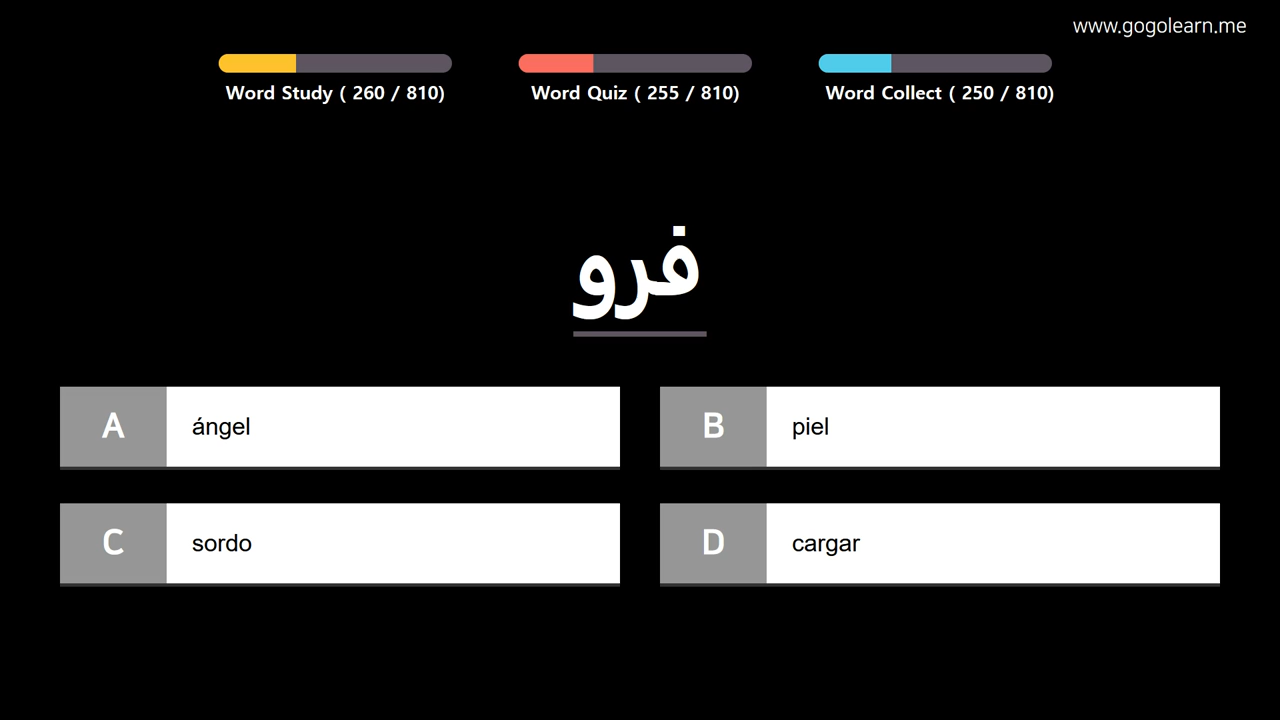 www.gogolearn.me
Word Study ( 260 / 810)
Word Quiz ( 255 / 810)
Word Collect ( 250 / 810)
فرو
A ángel
B piel
C sordo
D cargar